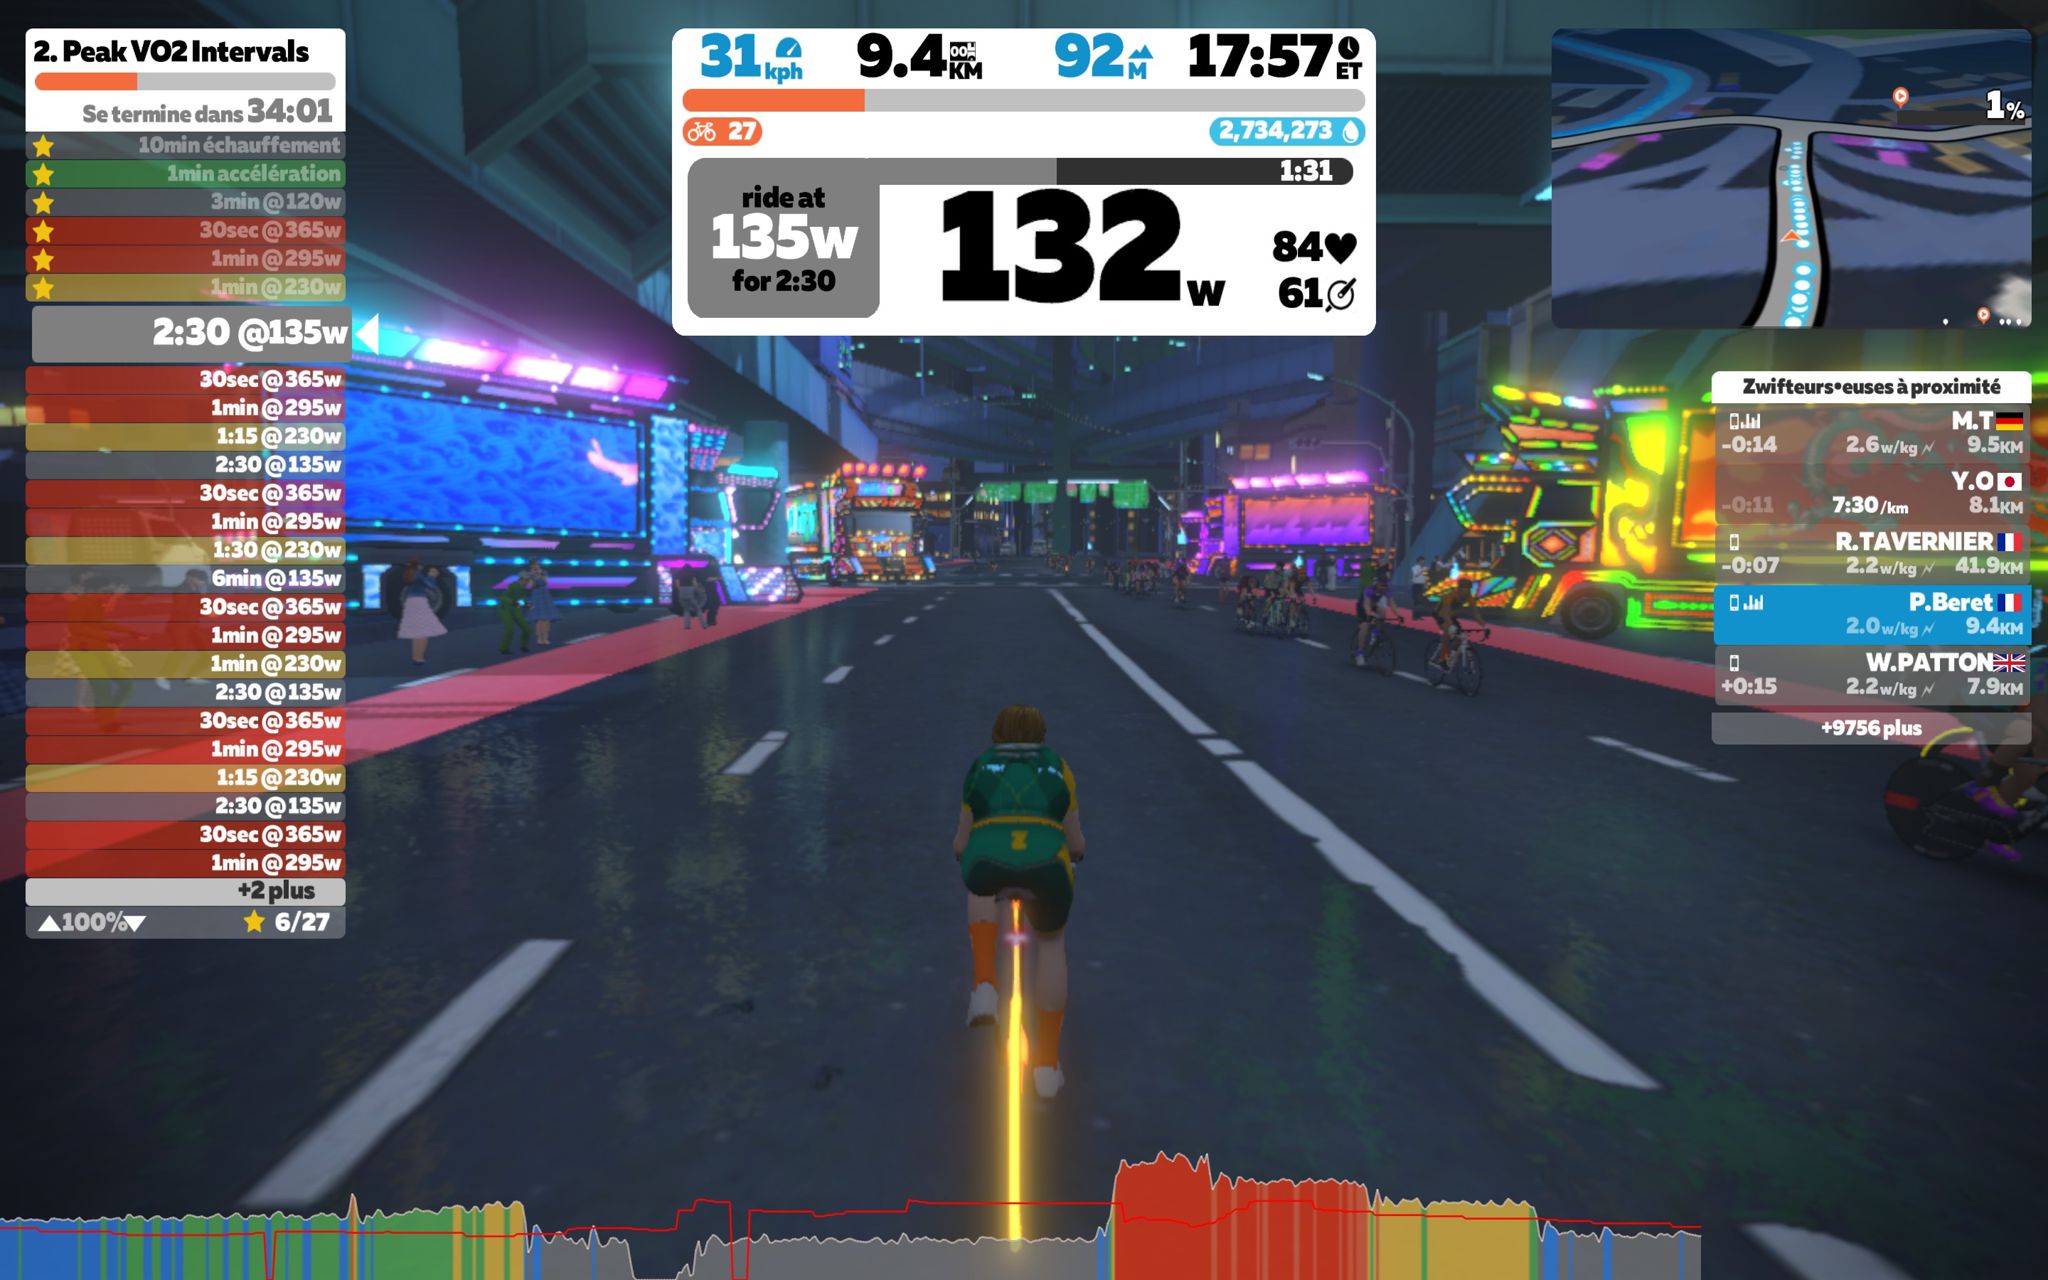 2. Peak VO2 Intervals
Se termine dans 34:01
10min échauffement
1min accélération
3min @120w
30sec @365w
1min @295w
1min @230w
2:30 @135w
30sec @365w
1min @295w
1:15 @230w
2:30 @135w
30sec @365w
1min @295w
1:30 @230w
6min @135w
30sec @365w
1min @295w
1min @230w
2:30 @135w
30sec @365w
1min @295w
1:15 @230w
2:30 @135w
30sec @365w
1min @295w
+2 plus
100% 6/27
31 kph 9.4 KM 92 M 17:57 ET
27 2,734,273
1:31
ride at
135w
for 2:30
132 w
84
61
1%
Zwifteurs•euses à proximité
M.T
-0:14 2.6 w/kg 9.5 KM
Y.O
-0:11 7:30 /km 8.1 KM
R.TAVERNIER
-0:07 2.2 w/kg 41.9 KM
P.Beret
2.0 w/kg 9.4 KM
W.PATTON
+0:15 2.2 w/kg 7.9 KM
+9756 plus
Z